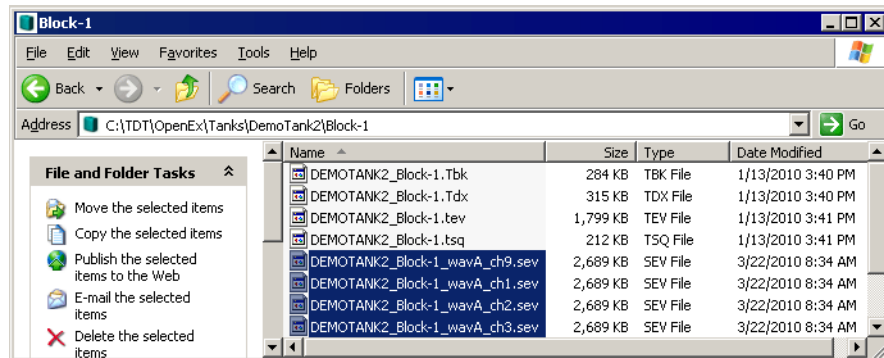 Block-1
File Edit View Favorites Tools Help
Back Search Folders
Address C:\TDT\OpenEx\Tanks\DemoTank2\Block-1 Go
File and Folder Tasks
Move the selected items
Copy the selected items
Publish the selected
items to the Web
E-mail the selected
items
Delete the selected
items
Name Size Type Date Modified
DEMOTANK2_Block-1.Tbk 284 KB TBK File 1/13/2010 3:40 PM
DEMOTANK2_Block-1.Tdx 315 KB TDX File 1/13/2010 3:40 PM
DEMOTANK2_Block-1.tev 1,799 KB TEV File 1/13/2010 3:41 PM
DEMOTANK2_Block-1.tsq 212 KB TSQ File 1/13/2010 3:41 PM
DEMOTANK2_Block-1_wavA_ch9.sev 2,689 KB SEV File 3/22/2010 8:34 AM
DEMOTANK2_Block-1_wavA_ch1.sev 2,689 KB SEV File 3/22/2010 8:34 AM
DEMOTANK2_Block-1_wavA_ch2.sev 2,689 KB SEV File 3/22/2010 8:34 AM
DEMOTANK2_Block-1_wavA_ch3.sev 2,689 KB SEV File 3/22/2010 8:34 AM